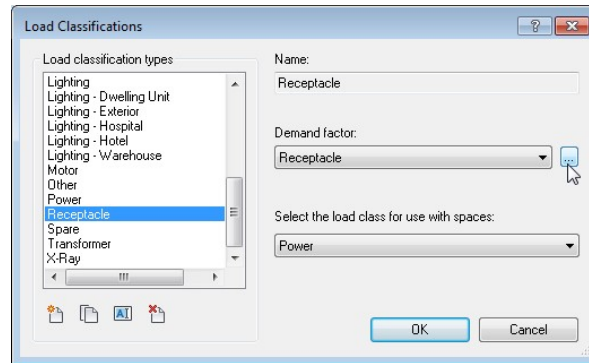 Load Classifications
Load classification types
Lighting
Lighting - Dwelling Unit
Lighting - Exterior
Lighting - Hospital
Lighting - Hotel
Lighting - Warehouse
Motor
Other
Power
Receptacle
Spare
Transformer
X-Ray
Name:
Receptacle
Demand factor:
Receptacle
...
Select the load class for use with spaces:
Power
OK
Cancel